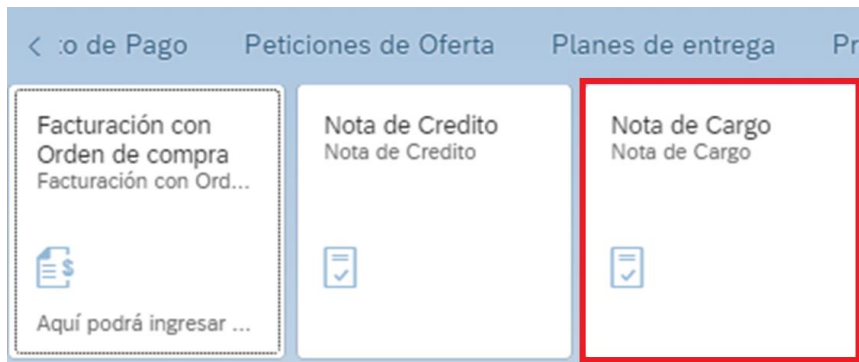 < :o de Pago Peticiones de Oferta Planes de entrega Pr
Facturación con
Orden de compra
Facturación con Ord...
$
Aquí podrá ingresar ...
Nota de Credito
Nota de Credito
Nota de Cargo
Nota de Cargo